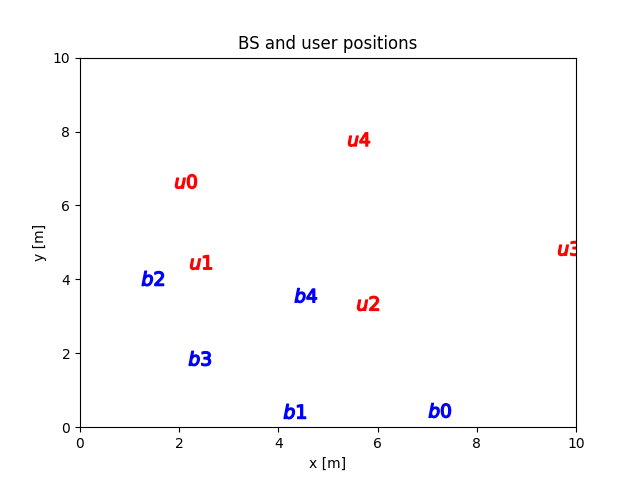 BS and user positions
10
8
6
4
2
0
y [m]
u4
u0
u3
u1
b2
b4
u2
b3
b1
b0
0 2 4 6 8 10
x [m]